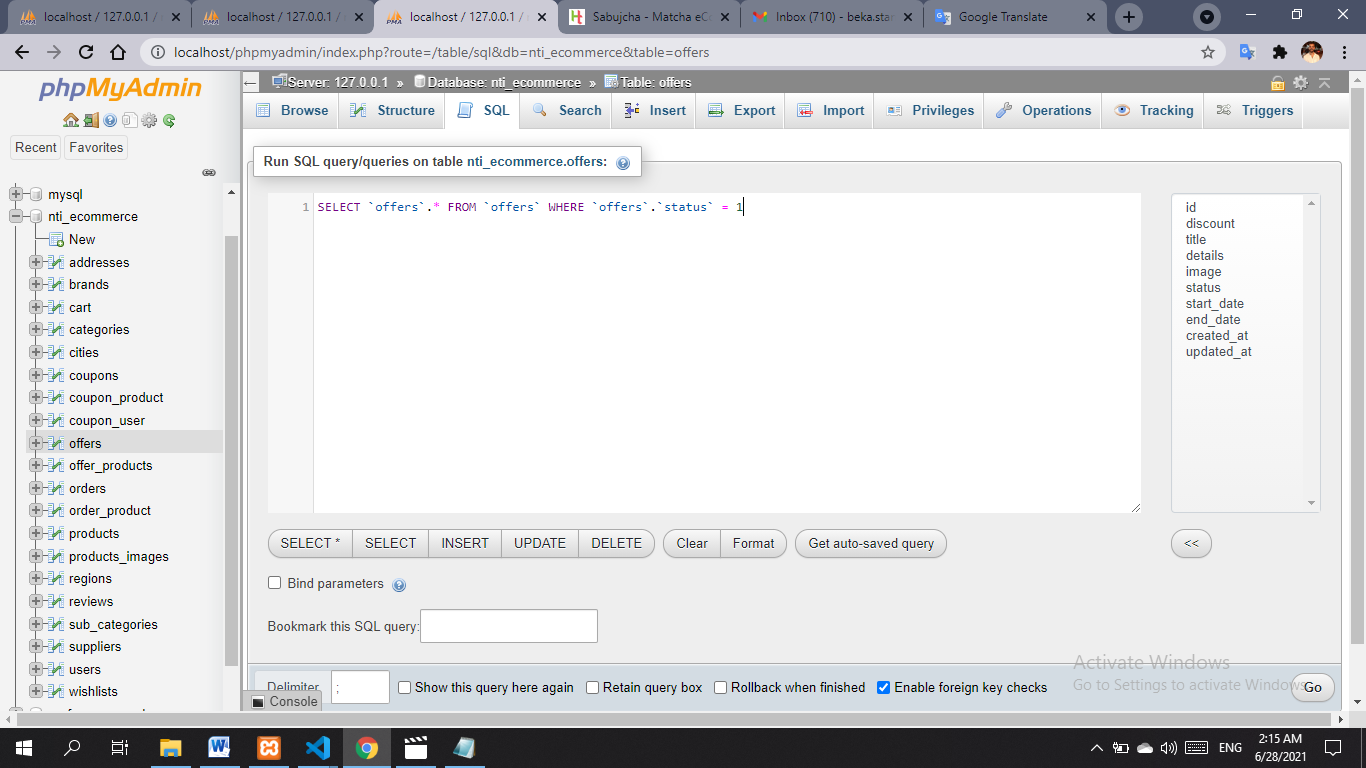 localhost / 127.0.0.1 /
localhost / 127.0.0.1 /
localhost / 127.0.0.1 /
Sabujcha - Matcha eC
Inbox (710) - beka.sta
Google Translate
localhost/phpmyadmin/index.php?route=/table/sql&db=nti_ecommerce&table=offers
phpMyAdmin
Recent Favorites
mysql
nti_ecommerce
New
addresses
brands
cart
categories
cities
coupons
coupon_product
coupon_user
offers
offer_products
orders
order_product
products
products_images
regions
reviews
sub_categories
suppliers
users
wishlists
Server: 127.0.0.1 » Database: nti_ecommerce » Table: offers
Browse Structure SQL Search Insert Export Import Privileges Operations Tracking Triggers
Run SQL query/queries on table nti_ecommerce.offers:
1 SELECT `offers`.* FROM `offers` WHERE `offers`.`status` = 1
id
discount
title
details
image
status
start_date
end_date
created_at
updated_at
SELECT * SELECT INSERT UPDATE DELETE Clear Format Get auto-saved query <<
Bind parameters
Bookmark this SQL query:
Activate Windows
Go to Settings to activate Windows.
Delimiter ; Show this query here again Retain query box Rollback when finished Enable foreign key checks Go
Console
ENG
2:15 AM
6/28/2021